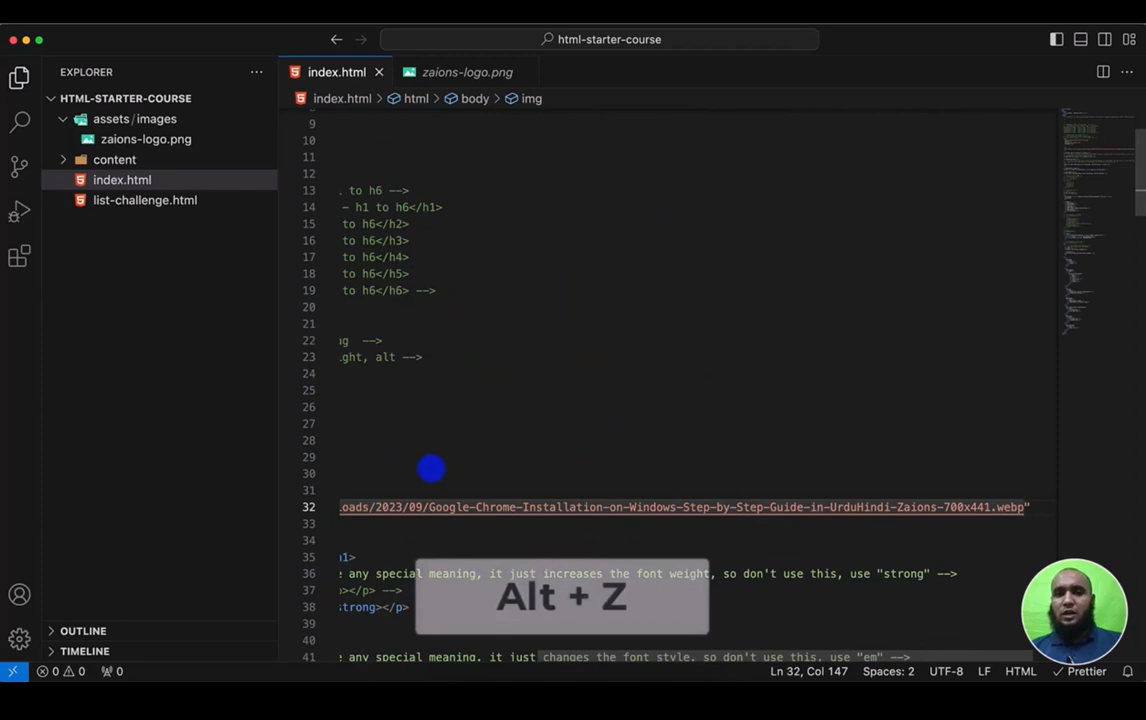 html-starter-course
EXPLORER
index.html
zaions-logo.png
HTML-STARTER-COURSE
index.html > html > body > img
assets/images
zaions-logo.png
content
index.html
list-challenge.html
9
10
11
12
13 to h6 -->
14 - h1 to h6</h1>
15 to h6</h2>
16 to h6</h3>
17 to h6</h4>
18 to h6</h5>
19 to h6</h6> -->
20
21
22 -->
23 ght, alt -->
24
25
26
27
28
29
30
31
32 oads/2023/09/Google-Chrome-Installation-on-Windows-Step-by-Step-Guide-in-UrduHindi-Zaions-700x441.webp"
33
34
35 1>
36 e any special meaning, it just increases the font weight, so don't use this, use "strong" -->
37 ></p> -->
38 strong></p>
39
40
41 e any special meaning, it just changes the font style, so don't use this, use "em" -->
Alt + Z
OUTLINE
TIMELINE
0 0 0
Ln 32, Col 147 Spaces: 2 UTF-8 LF HTML Prettier